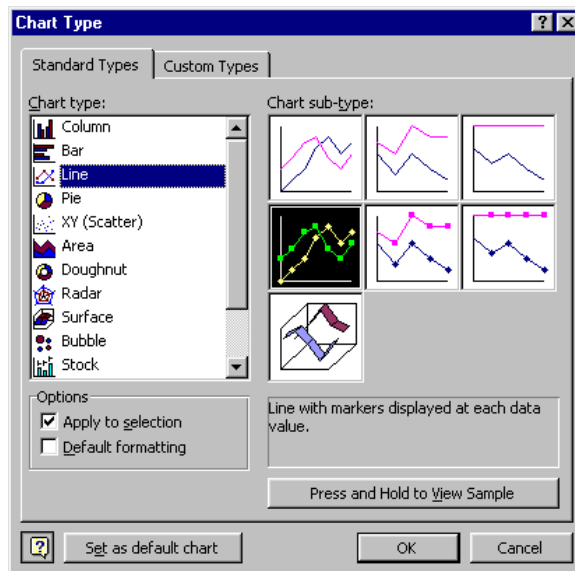 Chart Type
Standard Types
Custom Types
Chart type:
Column
Bar
Line
Pie
XY (Scatter)
Area
Doughnut
Radar
Surface
Bubble
Stock
Chart sub-type:
Options
Apply to selection
Default formatting
Line with markers displayed at each data
value.
Press and Hold to View Sample
Set as default chart
OK
Cancel